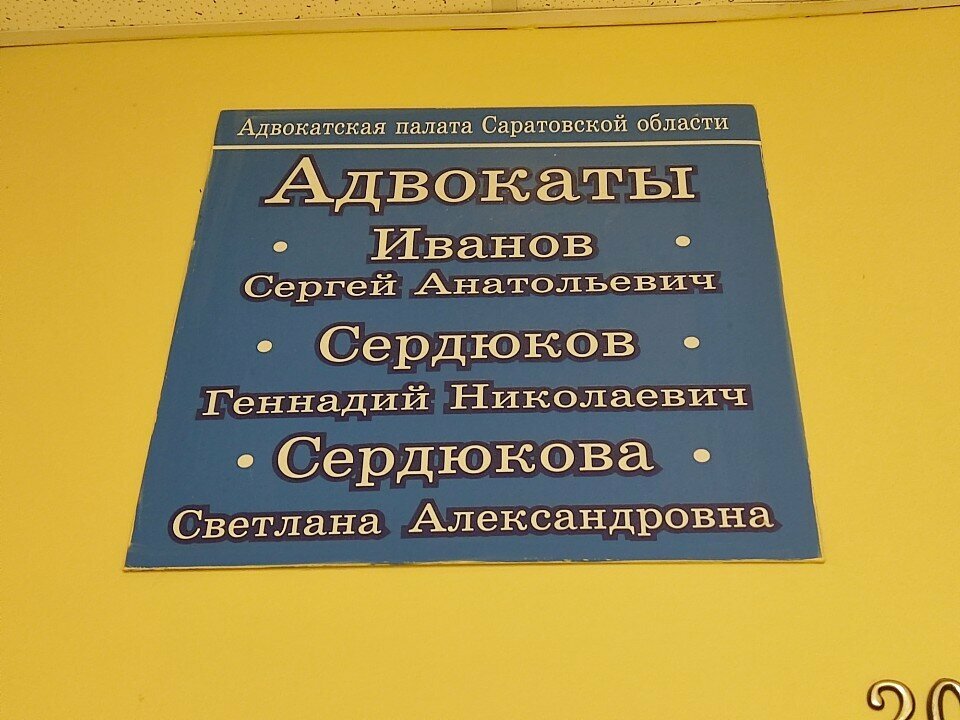 Адвокатская палата Саратовской области
Адвокаты
• Иванов •
Сергей Анатольевич
• Сердюков •
Геннадий Николаевич
• Сердюкова •
Светлана Александровна